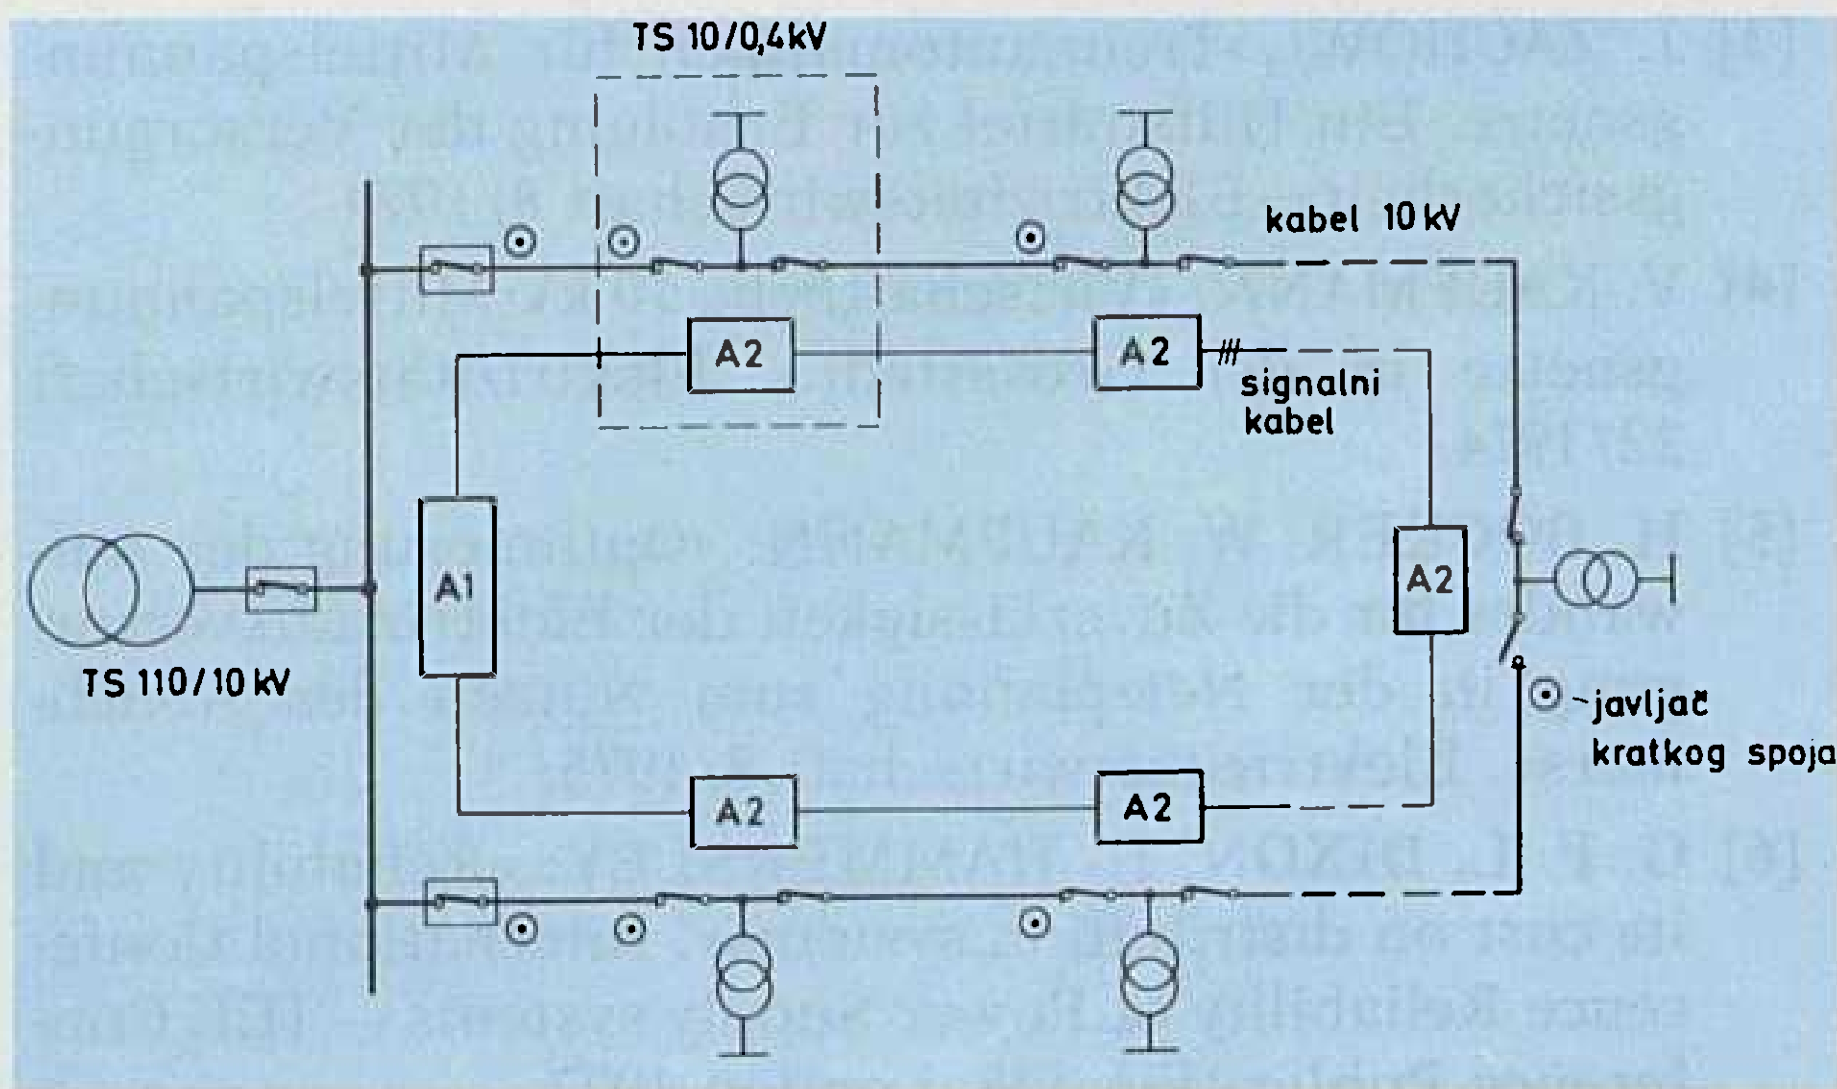 TS 10/0,4kV
kabel 10 kV
A2
A2
signalni
kabel
A1
A2
TS 110/10 kV
javljač
kratkog spoja
A2
A2